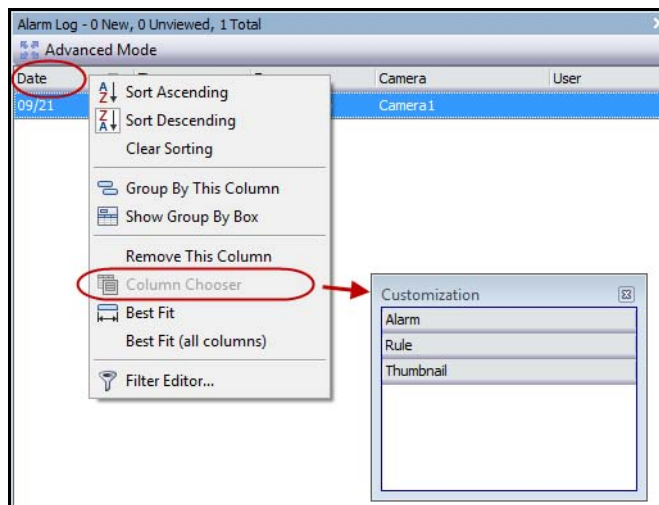 Alarm Log - 0 New, 0 Unviewed, 1 Total
Advanced Mode
Date Camera User
09/21 Camera1
Sort Ascending
Sort Descending
Clear Sorting
Group By This Column
Show Group By Box
Remove This Column
Column Chooser
Best Fit
Best Fit (all columns)
Filter Editor...
Customization
Alarm
Rule
Thumbnail